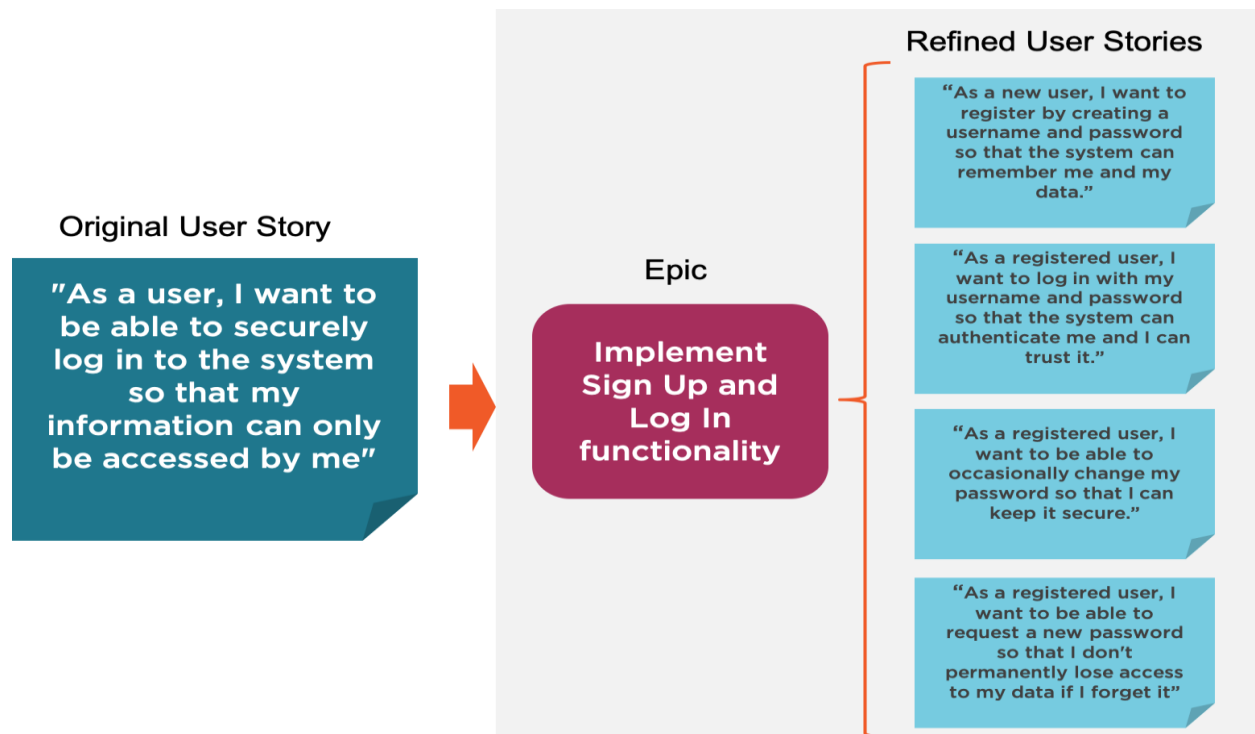 Original User Story
"As a user, I want to
be able to securely
log in to the system
so that my
information can only
be accessed by me"
Epic
Implement
Sign Up and
Log In
functionality
Refined User Stories
“As a new user, I want to
register by creating a
username and password
so that the system can
remember me and my
data.”
“As a registered user, I
want to log in with my
username and password
so that the system can
authenticate me and I can
trust it.”
“As a registered user, I
want to be able to
occasionally change my
password so that I can
keep it secure.”
“As a registered user, I
want to be able to
request a new password
so that I don't
permanently lose access
to my data if I forget it”